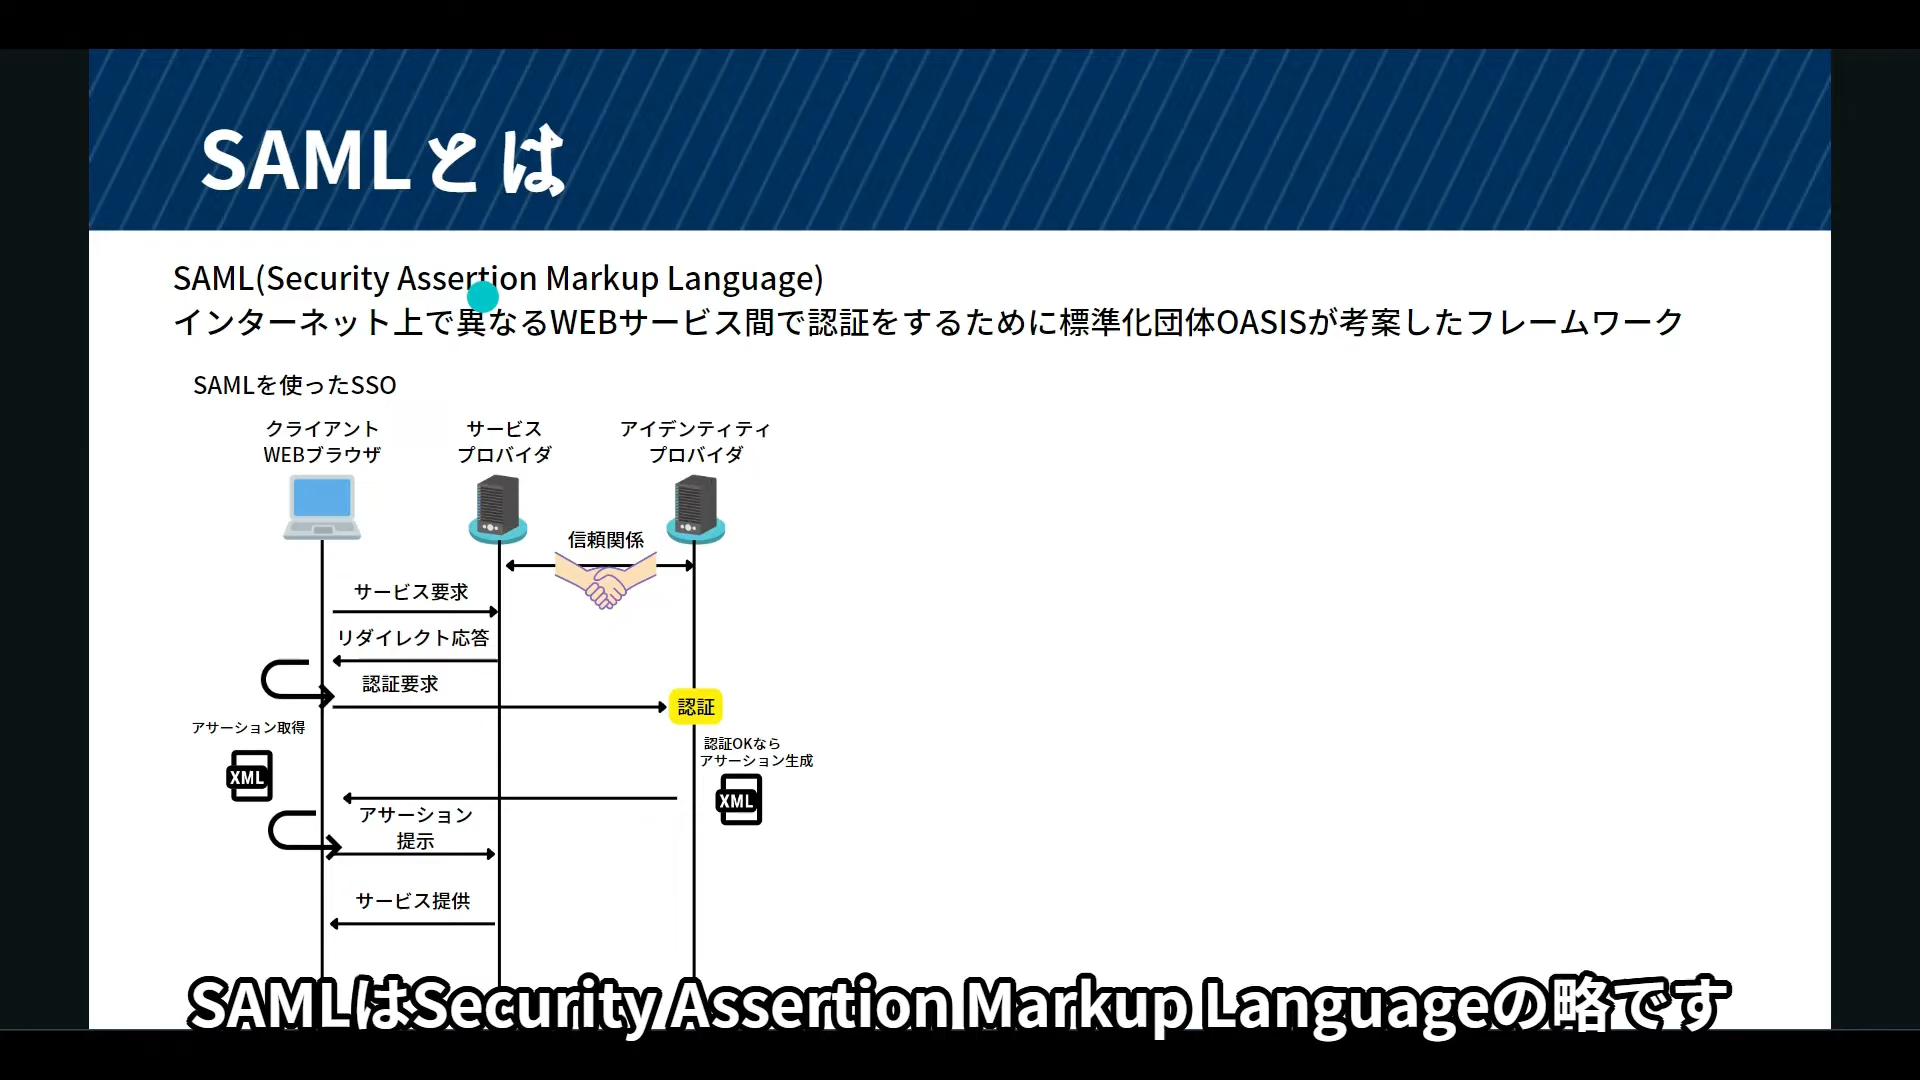 SAMLとは
SAML(Security Assertion Markup Language)
インターネット上で異なるWEBサービス間で認証をするために標準化団体OASISが考案したフレームワーク
SAMLを使ったSSO
クライアント
WEBブラウザ
サービス
プロバイダ
アイデンティティ
プロバイダ
信頼関係
サービス要求
リダイレクト応答
認証要求
認証
アサーション取得
XML
認証OKなら
アサーション生成
XML
アサーション
提示
サービス提供
SAMLはSecurity Assertion Markup Languageの略です